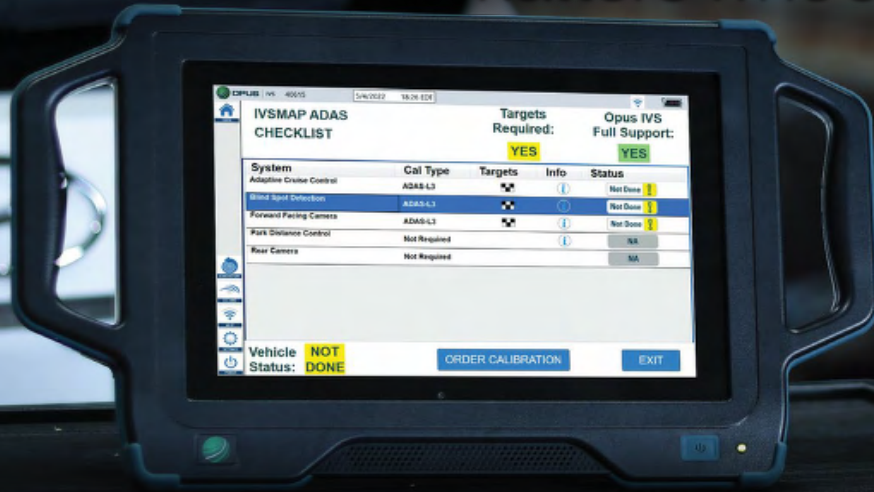 OPUS IVS 40615 5/4/2022 18:26 EDT
IVSMAP ADAS
CHECKLIST
Targets
Required:
YES
Opus IVS
Full Support:
YES
System Cal Type Targets Info Status
Adaptive Cruise Control ADAS-L3 Not Done
Blind Spot Detection ADAS-L3 Not Done
Forward Facing Camera ADAS-L3 Not Done
Park Distance Control Not Required NA
Rear Camera Not Required NA
Vehicle
Status:
NOT
DONE
ORDER CALIBRATION
EXIT